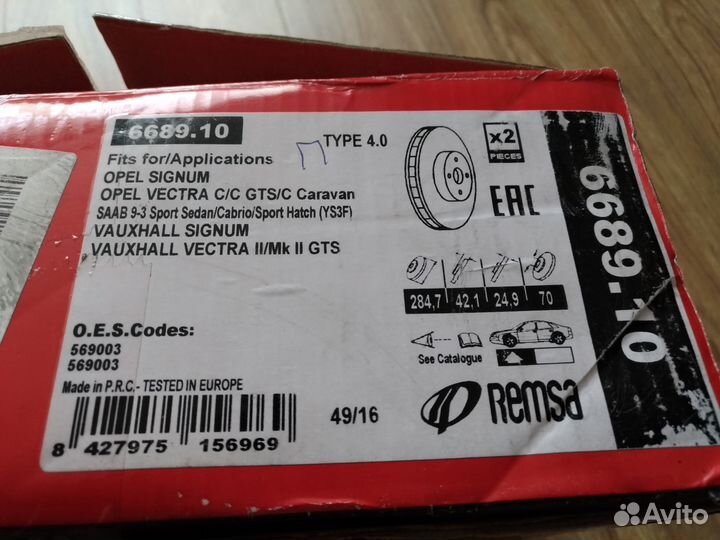 6689.10
Fits for/Applications
П
TYPE 4.0
x2
PIECES
OPEL SIGNUM
OPEL VECTRA C/C GTS/C Caravan
SAAB 9-3 Sport Sedan/Cabrio/Sport Hatch (YS3F)
VAUXHALL SIGNUM
VAUXHALL VECTRA II/Mk II GTS
EAC
284,7 42,1 24,9 70
See Catalogue
O.E.S.Codes:
569003
569003
Made in P.R.C.- TESTED IN EUROPE
8 427975 156969
49/16
Remsa
6689.10
Avito